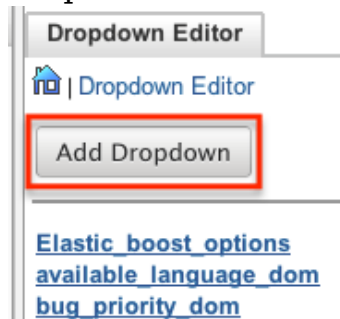 Dropdown Editor
| Dropdown Editor
Add Dropdown
Elastic_boost_options
available_language_dom
bug_priority_dom